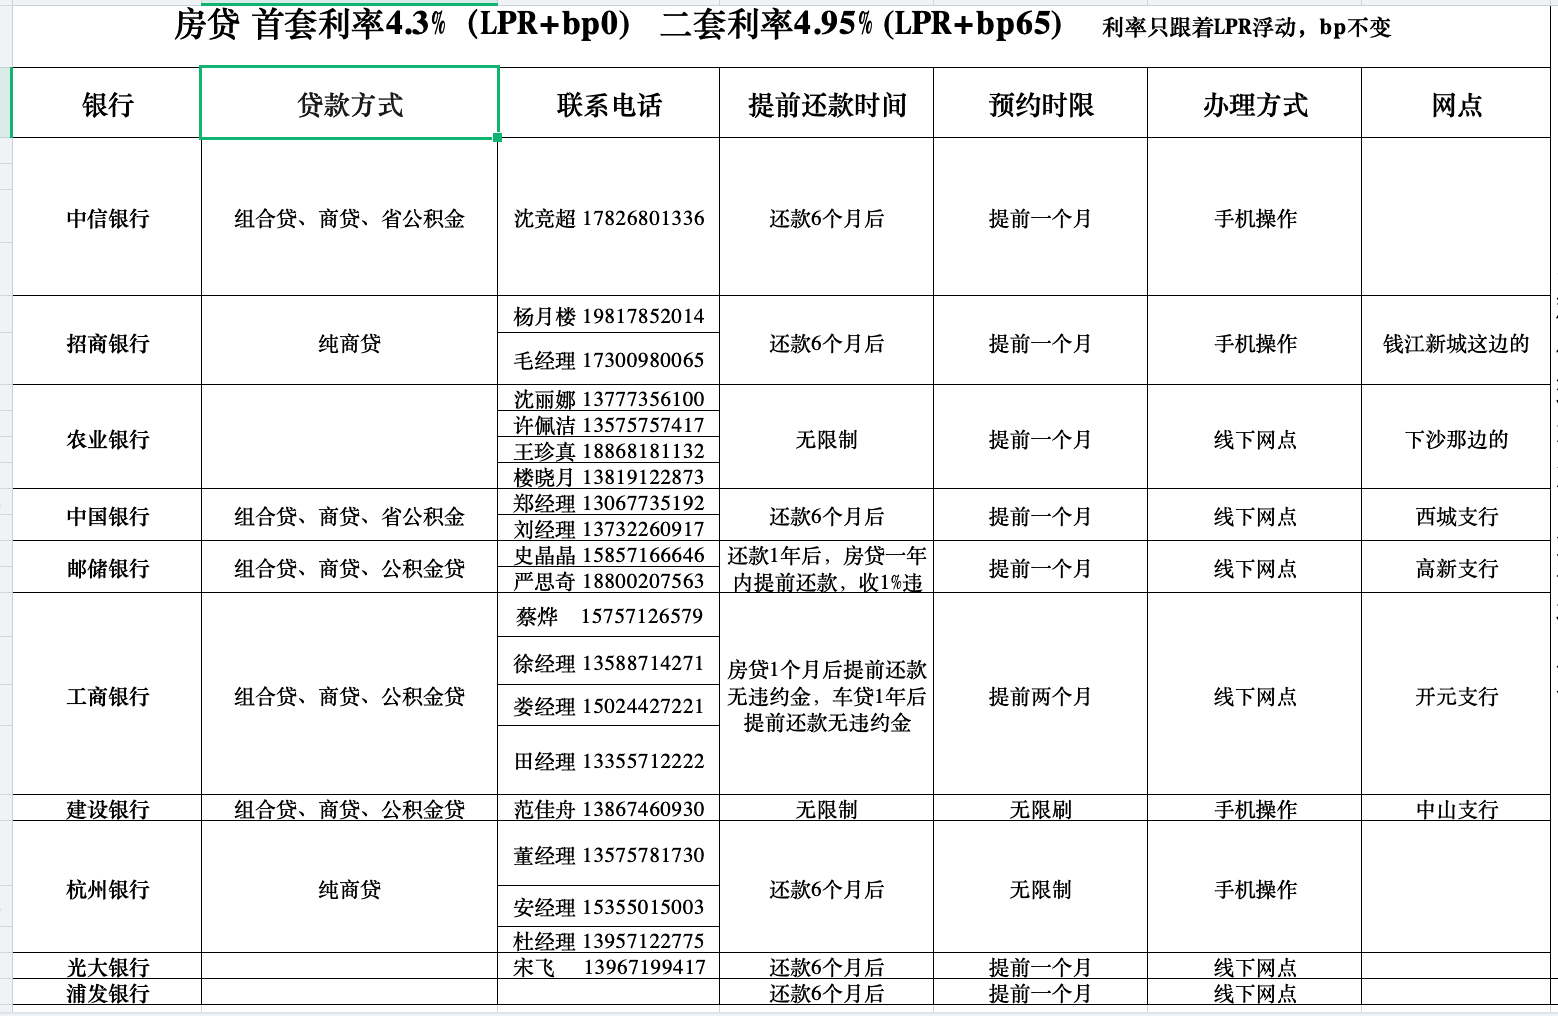 房贷 首套利率4.3%（LPR+bp0） 二套利率4.95% (LPR+bp65) 利率只跟着LPR浮动，bp不变
银行 贷款方式 联系电话 提前还款时间 预约时限 办理方式 网点
中信银行 组合贷、商贷、省公积金 沈竞超 17826801336 还款6个月后 提前一个月 手机操作
杨月楼 19817852014
招商银行 纯商贷 还款6个月后 提前一个月 手机操作 钱江新城这边的
毛经理 17300980065
沈丽娜 13777356100
许佩洁 13575757417
农业银行 无限制 提前一个月 线下网点 下沙那边的
王珍真 18868181132
楼晓月 13819122873
郑经理 13067735192
中国银行 组合贷、商贷、省公积金 还款6个月后 提前一个月 线下网点 西城支行
刘经理 13732260917
史晶晶 15857166646 还款1年后，房贷一年
邮储银行 组合贷、商贷、公积金贷 提前一个月 线下网点 高新支行
严思奇 18800207563 内提前还款，收1%违
蔡烨 15757126579
徐经理 13588714271 房贷1个月后提前还款
工商银行 组合贷、商贷、公积金贷 无违约金，车贷1年后 提前两个月 线下网点 开元支行
娄经理 15024427221 提前还款无违约金
田经理 13355712222
建设银行 组合贷、商贷、公积金贷 范佳舟 13867460930 无限制 无限刷 手机操作 中山支行
董经理 13575781730
杭州银行 纯商贷 还款6个月后 无限制 手机操作
安经理 15355015003
杜经理 13957122775
光大银行 宋飞 13967199417 还款6个月后 提前一个月 线下网点
浦发银行 还款6个月后 提前一个月 线下网点